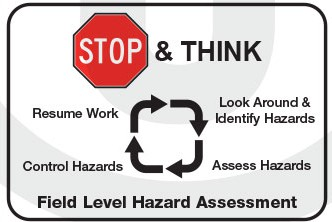 STOP & THINK
Look Around &
Identify Hazards
Assess Hazards
Control Hazards
Resume Work
Field Level Hazard Assessment